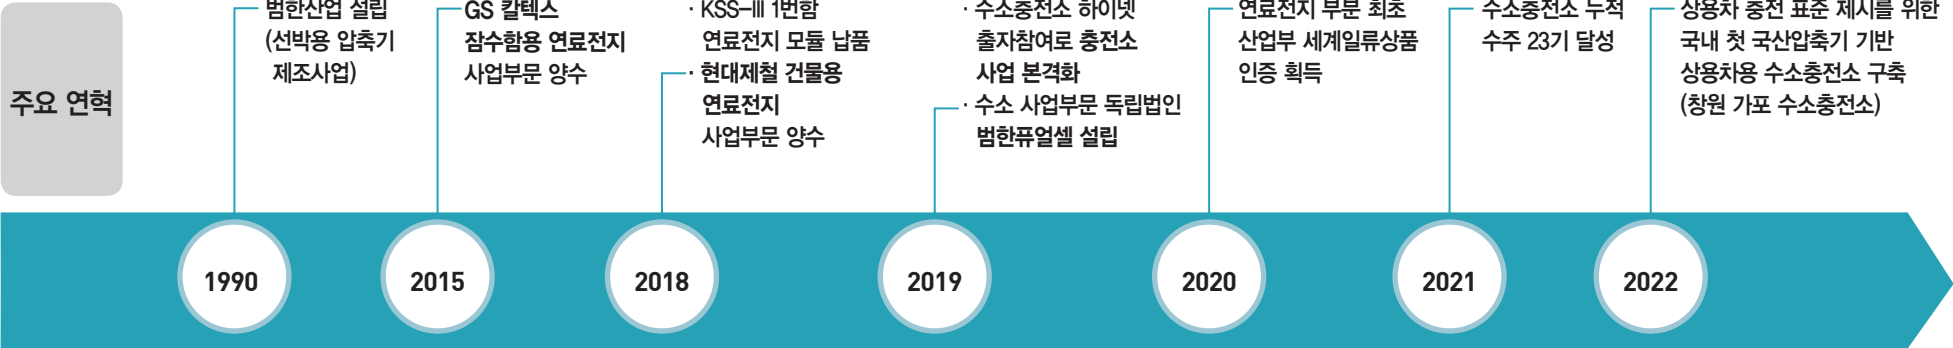 주요 연혁
범한산업 설립
(선박용 압축기
제조사업)
GS 칼텍스
잠수함용 연료전지
사업부문 양수
· KSS-Ⅲ 1번함
연료전지 모듈 납품
· 현대제철 건물용
연료전지
사업부문 양수
· 수소충전소 하이넷
출자참여로 충전소
사업 본격화
· 수소 사업부문 독립법인
범한퓨얼셀 설립
연료전지 부분 최초
산업부 세계일류상품
인증 획득
수소충전소 누적
수주 23기 달성
상용차 충전 표준 제시를 위한
국내 첫 국산압축기 기반
상용차용 수소충전소 구축
(창원 가포 수소충전소)
1990
2015
2018
2019
2020
2021
2022